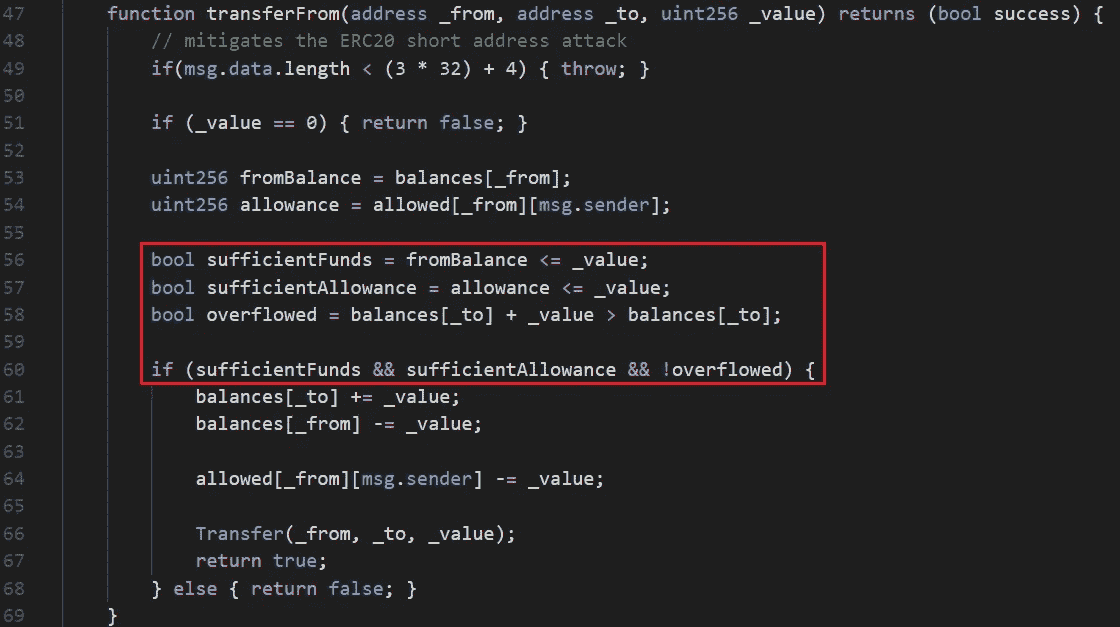 47 function transferFrom(address _from, address _to, uint256 _value) returns (bool success) {
48 // mitigates the ERC20 short address attack
49 if(msg.data.length < (3 * 32) + 4) { throw; }
50
51 if (_value == 0) { return false; }
52
53 uint256 fromBalance = balances[_from];
54 uint256 allowance = allowed[_from][msg.sender];
55
56 bool sufficientFunds = fromBalance <= _value;
57 bool sufficientAllowance = allowance <= _value;
58 bool overflowed = balances[_to] + _value > balances[_to];
59
60 if (sufficientFunds && sufficientAllowance && !overflowed) {
61 balances[_to] += _value;
62 balances[_from] -= _value;
63
64 allowed[_from][msg.sender] -= _value;
65
66 Transfer(_from, _to, _value);
67 return true;
68 } else { return false; }
69 }